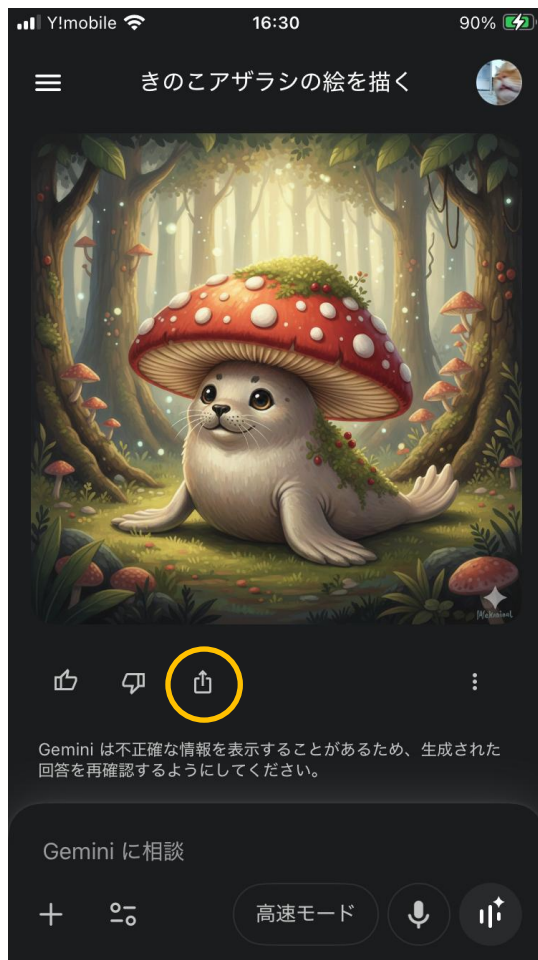 Y!mobile 16:30 90%
きのこアザラシの絵を描く
Gemini は不正確な情報を表示することがあるため、生成された
回答を再確認するようにしてください。
Gemini に相談
高速モード